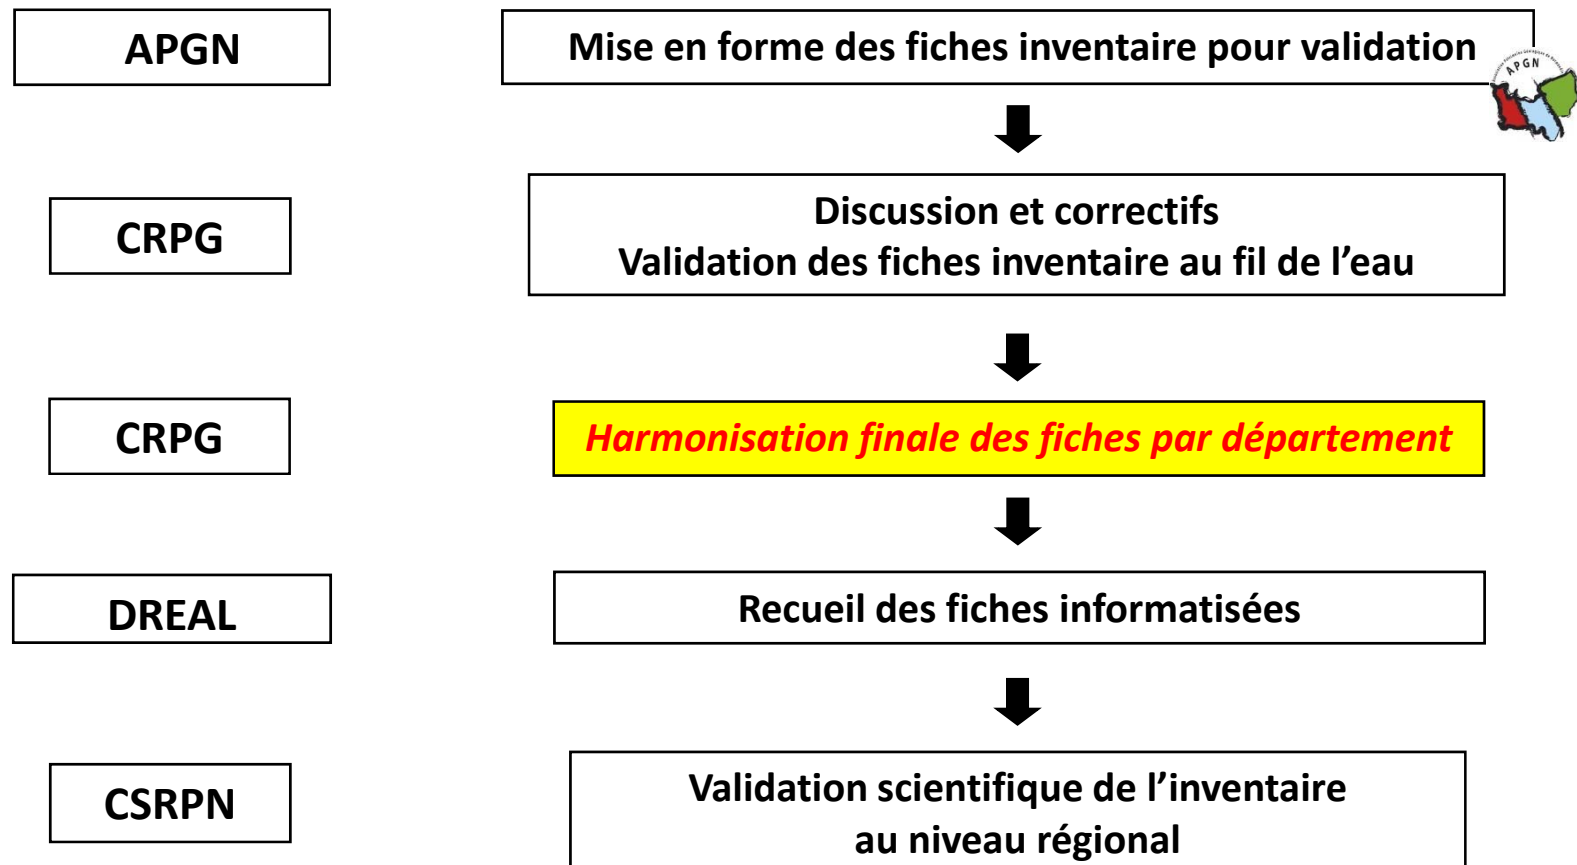 APGN
Mise en forme des fiches inventaire pour validation
APGN
CRPG
Discussion et correctifs
Validation des fiches inventaire au fil de l’eau
CRPG
Harmonisation finale des fiches par département
DREAL
Recueil des fiches informatisées
CSRPN
Validation scientifique de l’inventaire
au niveau régional